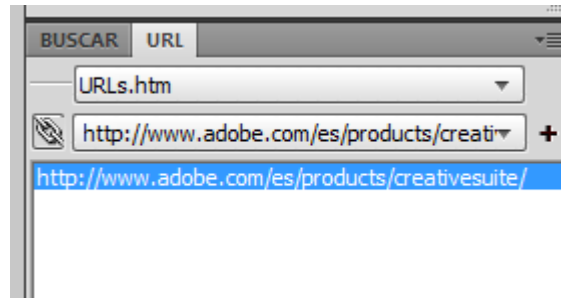 BUSCAR URL
URLs.htm
http://www.adobe.com/es/products/creati
http://www.adobe.com/es/products/creativesuite/